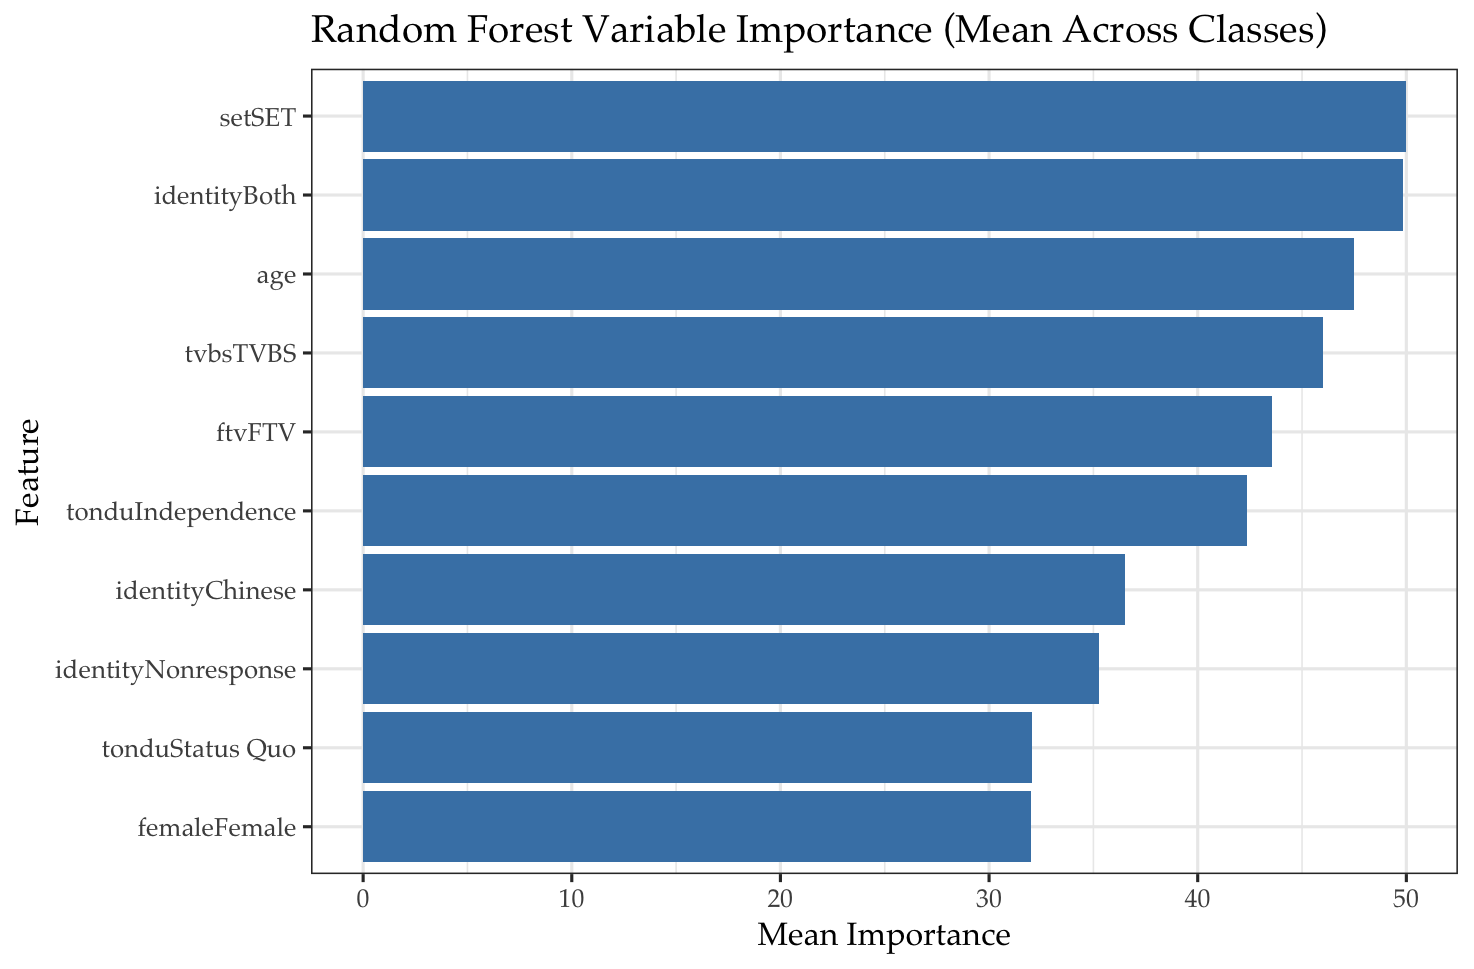 Random Forest Variable Importance (Mean Across Classes)
setSET
identityBoth
age
tvbsTVBS
ftvFTV
tonduIndependence
identityChinese
identityNonresponse
tonduStatus Quo
femaleFemale
Feature
0 10 20 30 40 50
Mean Importance